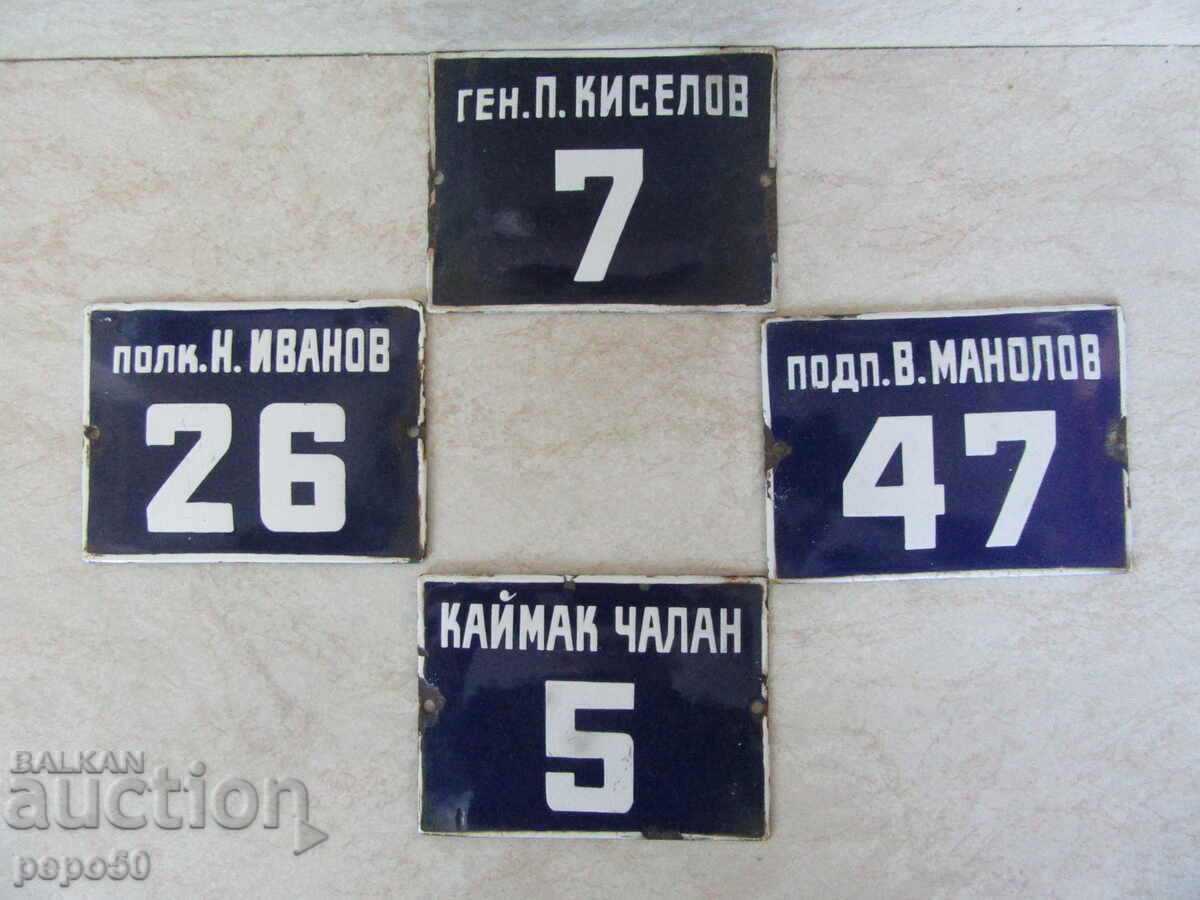 ГЕН. П. КИСЕЛОВ
7
ПОЛК. Н. ИВАНОВ
26
ПОДП. В. МАНОЛОВ
47
КАЙМАК ЧАЛАН
5
BALKAN
auction
pepo50